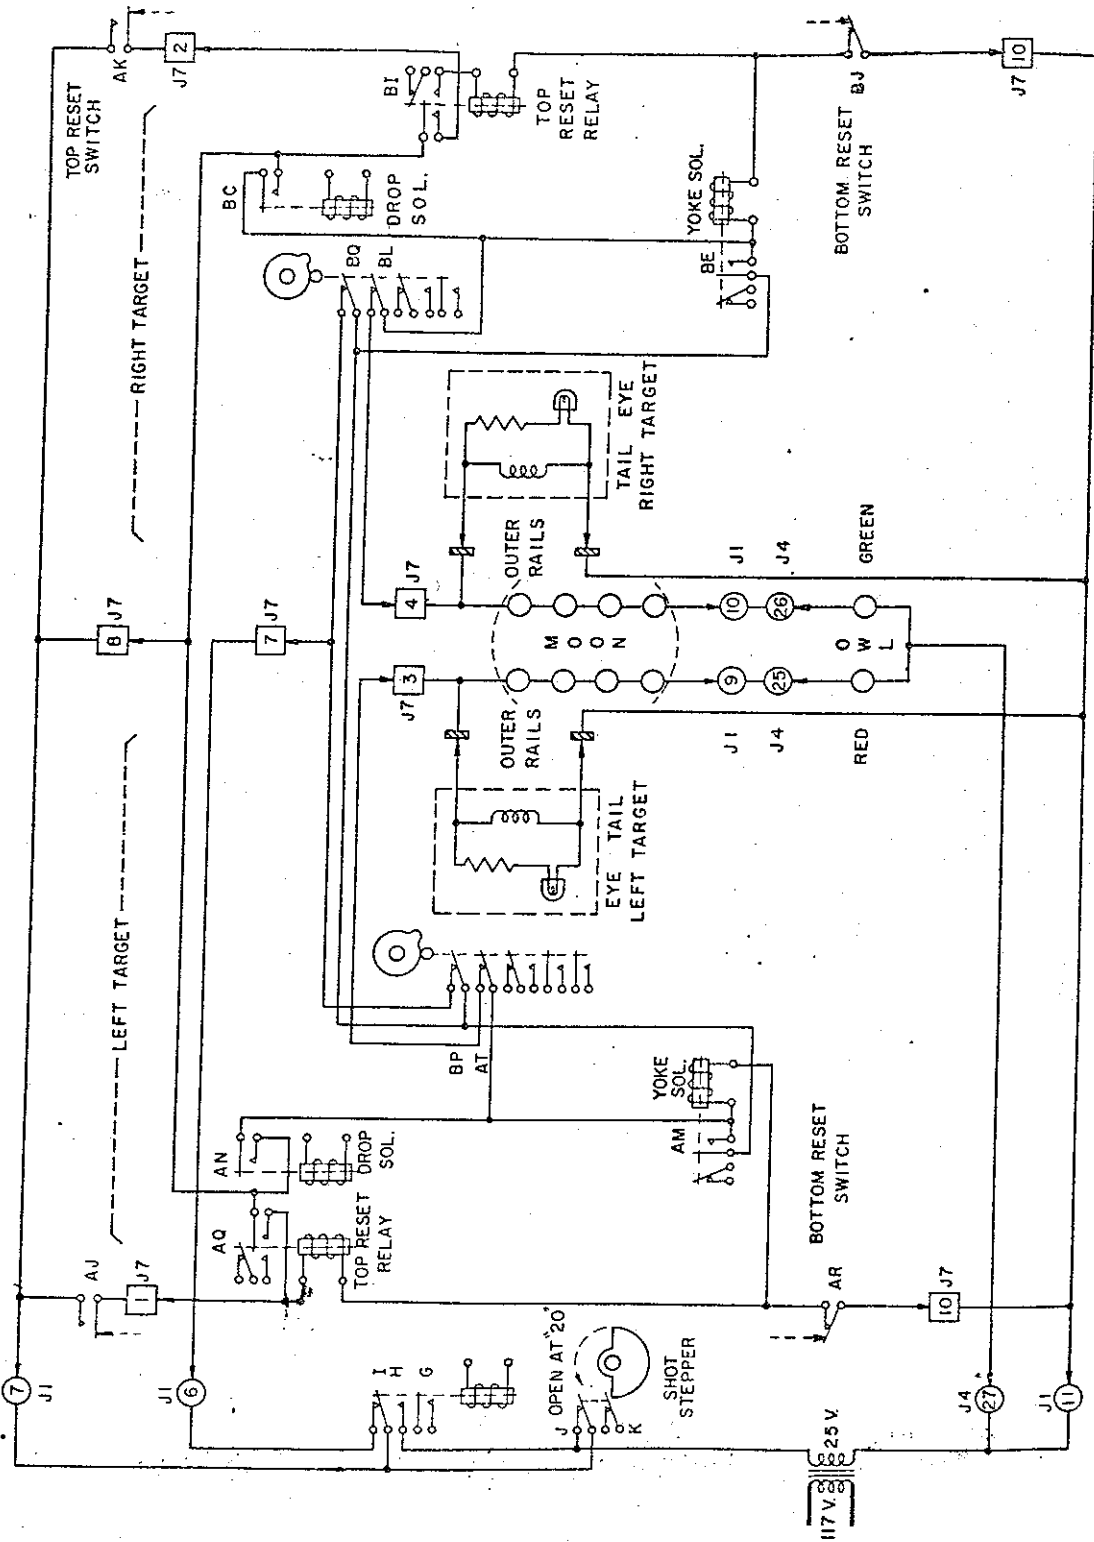 LEFT TARGET
RIGHT TARGET
TOP RESET
SWITCH
7
J1
AJ
1
J7
8
J7
AK
2
J7
6
J1
7
J7
AQ
TOP RESET
RELAY
AN
DROP
SOL.
BC
DROP
SOL.
BI
TOP
RESET
RELAY
I
H
G
BP
AT
BQ
BL
J7
3
4
J7
OUTER
RAILS
OUTER
RAILS
MOON
EYE TAIL
LEFT TARGET
TAIL EYE
RIGHT TARGET
J
OPEN AT "20"
K
SHOT
STEPPER
AM
YOKE
SOL.
BE
YOKE SOL.
J1
9
10
J1
J4
25
26
J4
RED
OWL
GREEN
BOTTOM RESET
SWITCH
AR
10
J7
BOTTOM RESET
SWITCH
BJ
J7
10
117 V.
25 V.
J4
27
J1
11